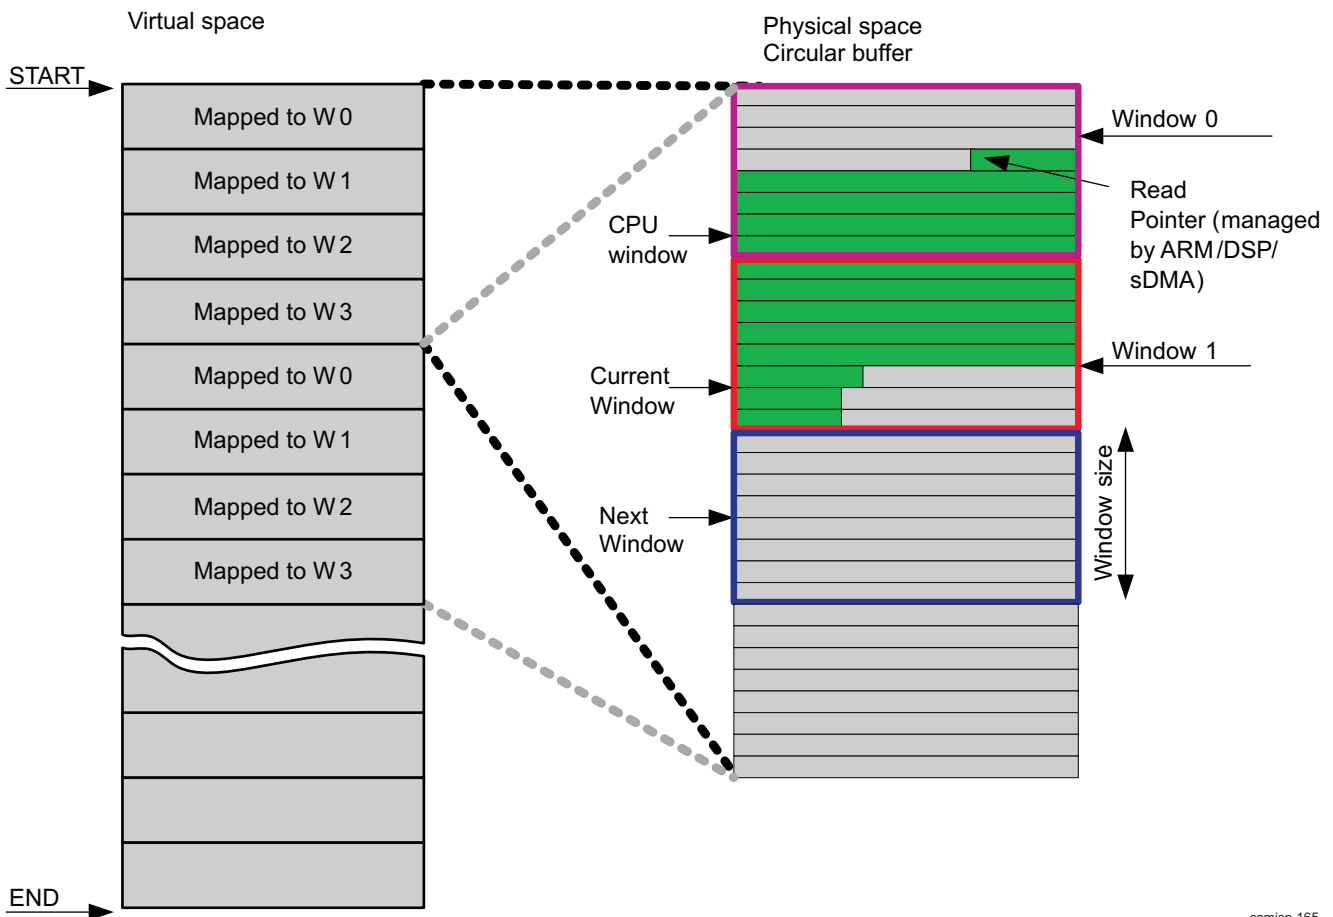 Virtual space
Physical space
Circular buffer
START
Mapped to W 0
Mapped to W 1
Mapped to W 2
Mapped to W 3
Mapped to W 0
Mapped to W 1
Mapped to W 2
Mapped to W 3
END
CPU
window
Current
Window
Next
Window
Window 0
Read
Pointer (managed
by ARM/DSP/
sDMA)
Window 1
Window size